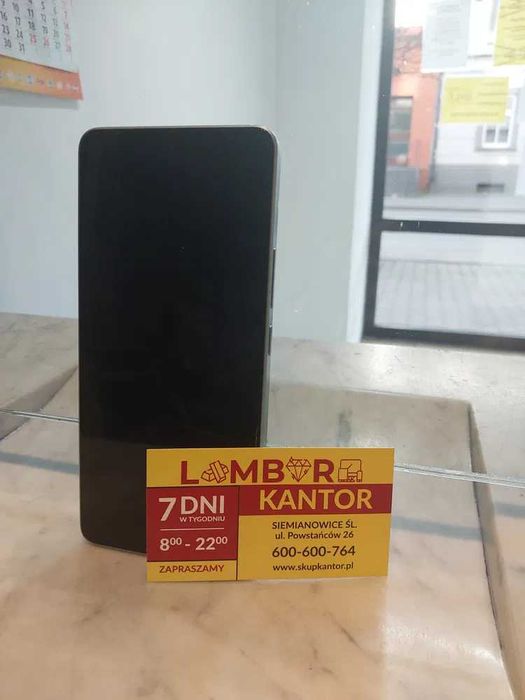 LOMBARD
KANTOR
7 DNI
W TYGODNIU
8⁰⁰ - 22⁰⁰
ZAPRASZAMY
SIEMIANOWICE ŚL.
ul. Powstańców 26
600-600-764
www.skupkantor.pl